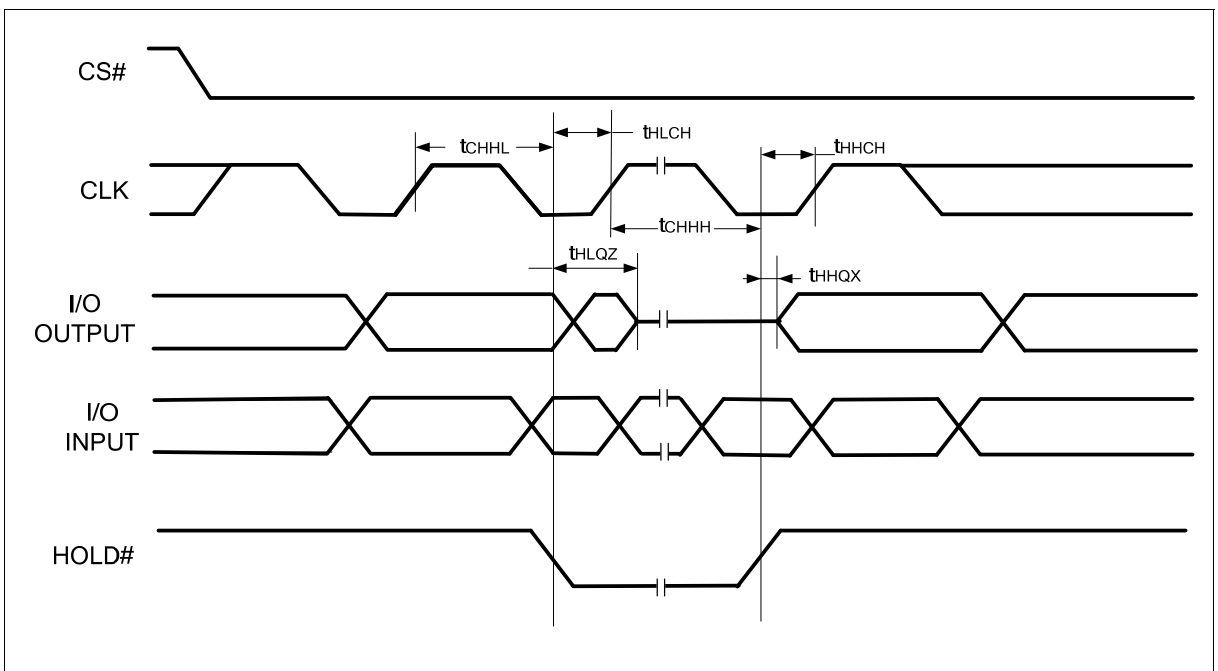 CS#
tCHHL
tHLCH
tHHCH
CLK
tCHHH
tHLQZ
tHHQX
I/O
OUTPUT
I/O
INPUT
HOLD#